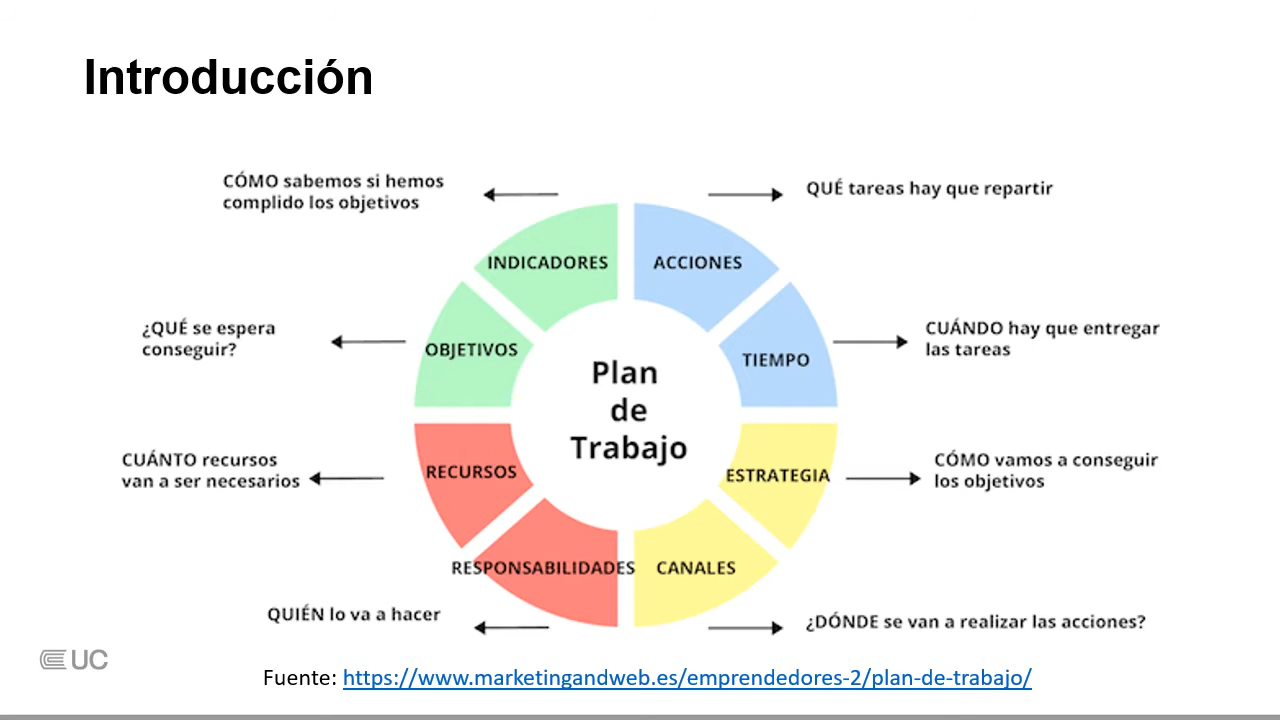 Introducción
CÓMO sabemos si hemos
complido los objetivos
QUÉ tareas hay que repartir
INDICADORES
ACCIONES
¿QUÉ se espera
conseguir?
OBJETIVOS
TIEMPO
CUÁNDO hay que entregar
las tareas
Plan
de
Trabajo
CUÁNTO recursos
van a ser necesarios
RECURSOS
ESTRATEGIA
CÓMO vamos a conseguir
los objetivos
RESPONSABILIDADES
CANALES
QUIÉN lo va a hacer
¿DÓNDE se van a realizar las acciones?
UC
Fuente: https://www.marketingandweb.es/emprendedores-2/plan-de-trabajo/